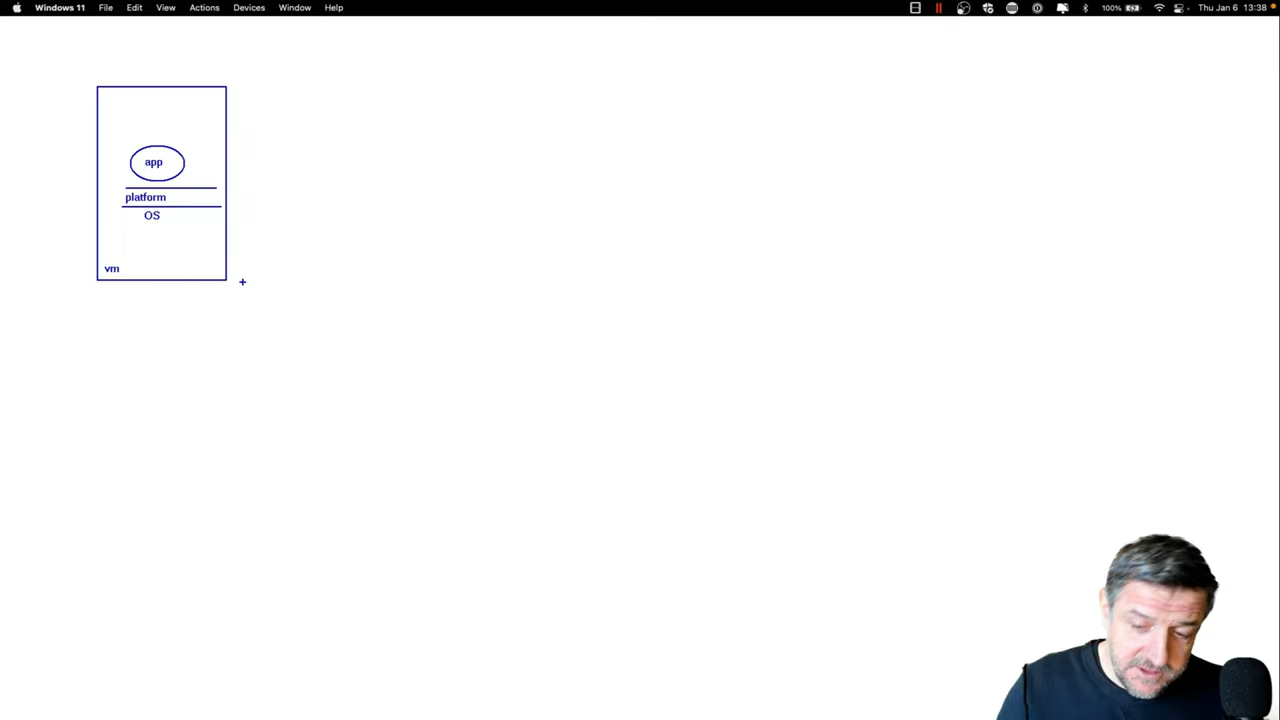 Windows 11 File Edit View Actions Devices Window Help 100% Thu Jan 6 13:38
app
platform
OS
vm